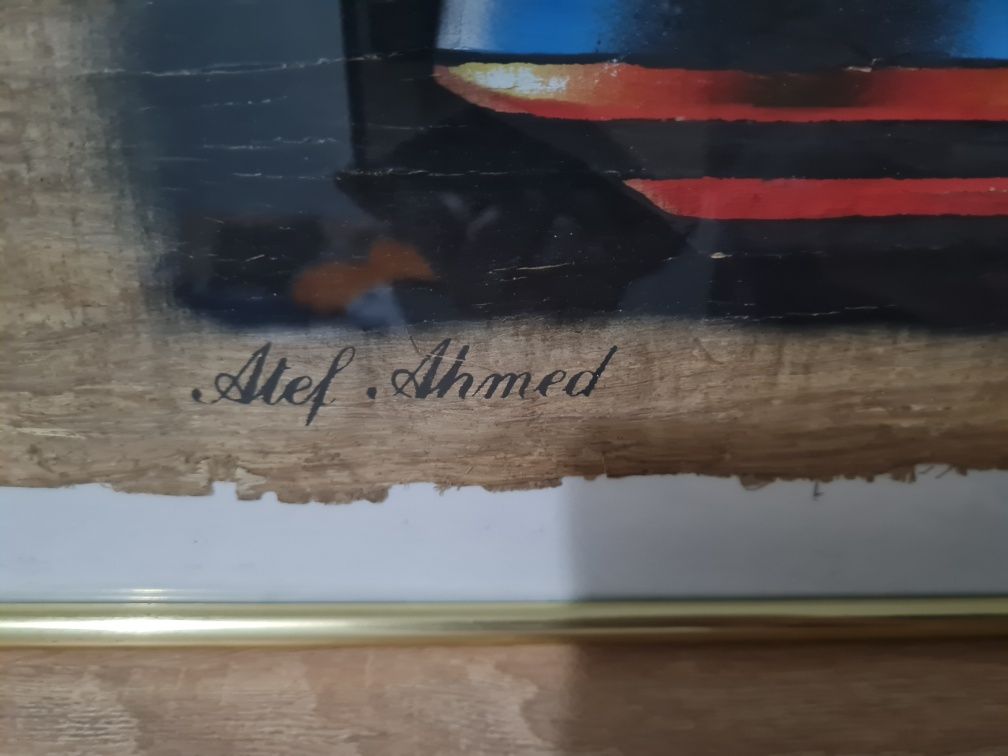 Atef . Ahmed